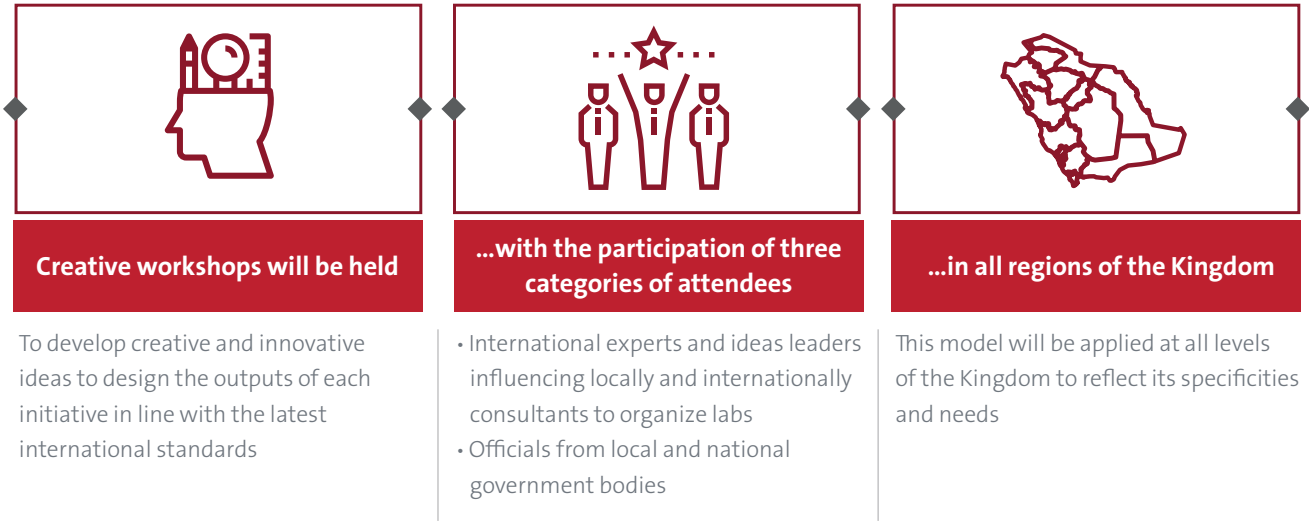 Creative workshops will be held
To develop creative and innovative
ideas to design the outputs of each
initiative in line with the latest
international standards
...with the participation of three
categories of attendees
• International experts and ideas leaders
influencing locally and internationally
consultants to organize labs
• Officials from local and national
government bodies
...in all regions of the Kingdom
This model will be applied at all levels
of the Kingdom to reflect its specificities
and needs